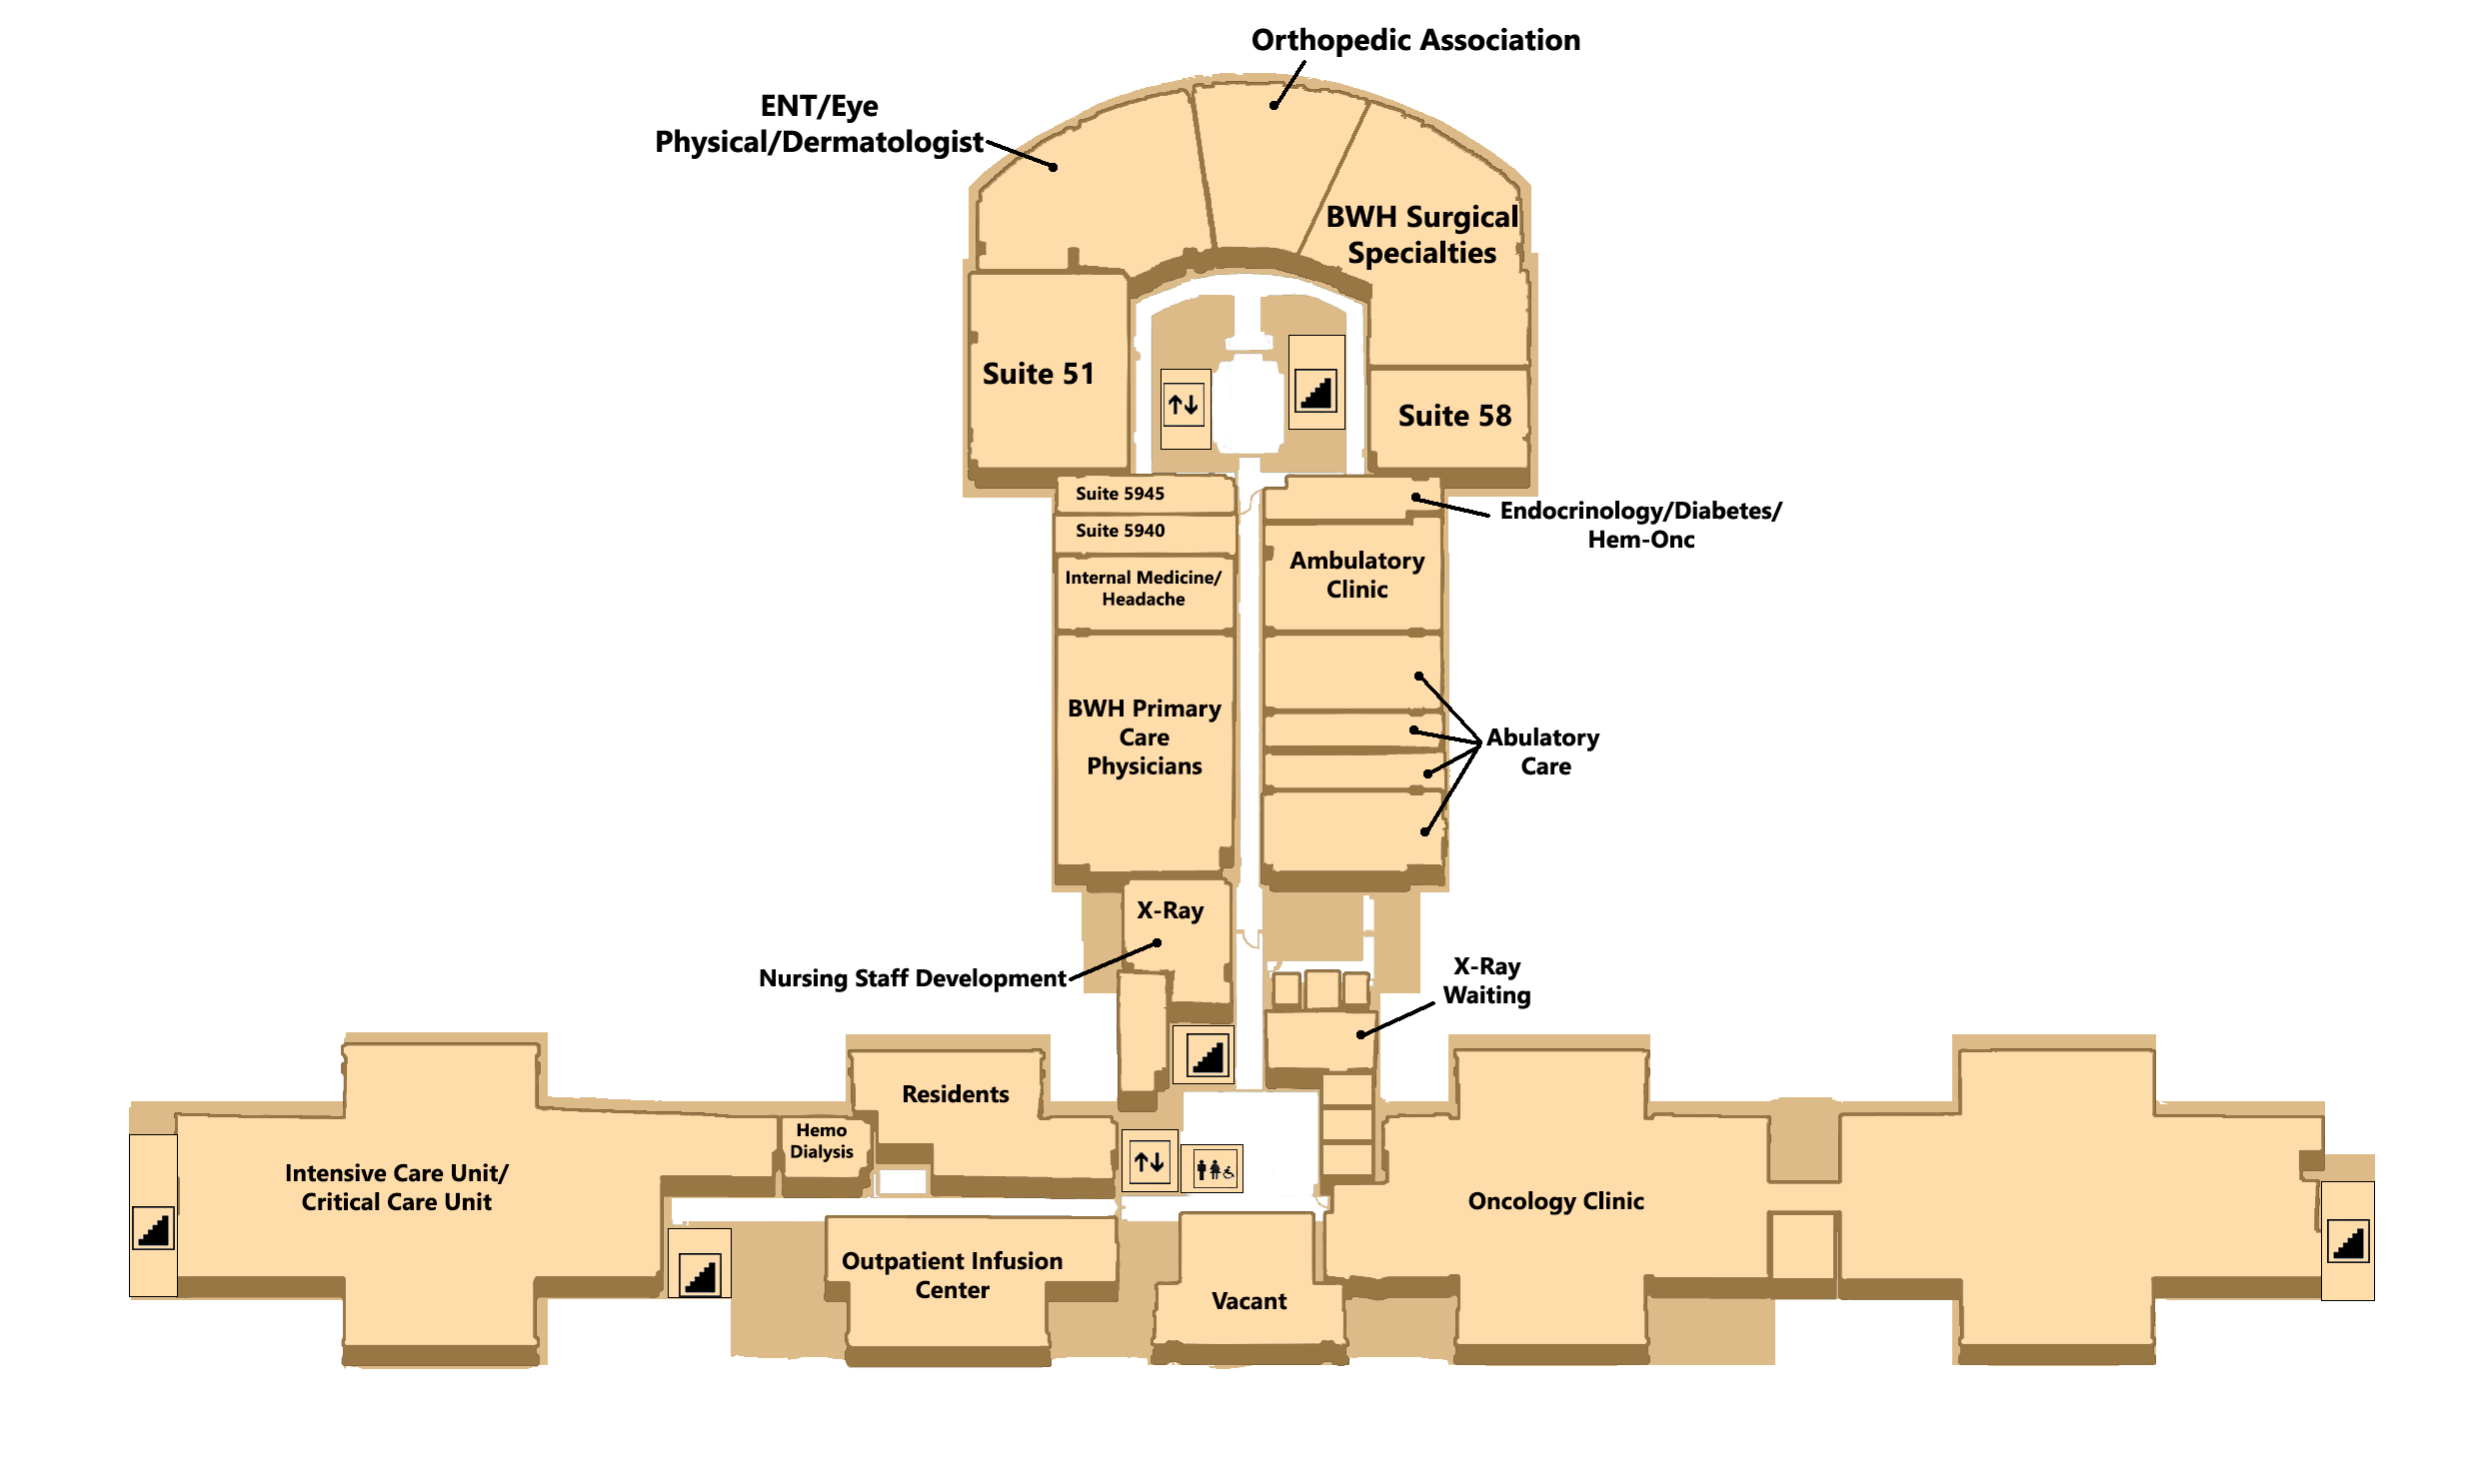 Orthopedic Association
ENT/Eye
Physical/Dermatologist
BWH Surgical
Specialties
Suite 51
Suite 58
Suite 5945
Suite 5940
Endocrinology/Diabetes/
Hem-Onc
Internal Medicine/
Headache
Ambulatory
Clinic
BWH Primary
Care
Physicians
Abulatory
Care
X-Ray
Nursing Staff Development
X-Ray
Waiting
Residents
Hemo
Dialysis
Intensive Care Unit/
Critical Care Unit
Oncology Clinic
Outpatient Infusion
Center
Vacant